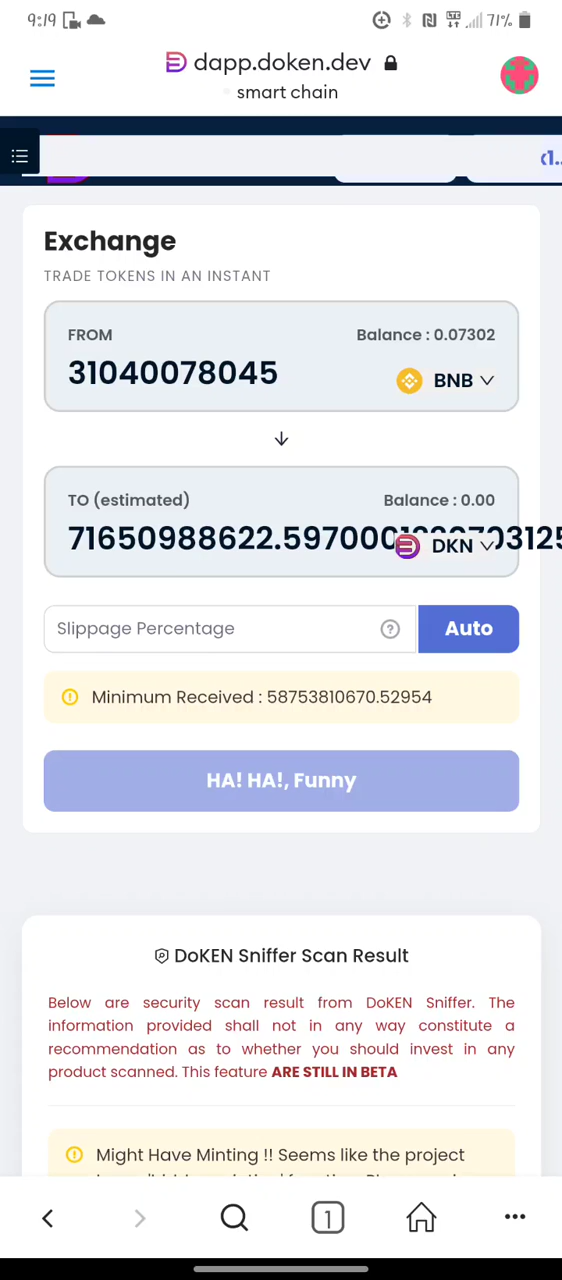 9:19
LTE
71%
dapp.doken.dev
smart chain
x1..
Exchange
TRADE TOKENS IN AN INSTANT
FROM
Balance : 0.07302
31040078045
BNB
TO (estimated)
Balance : 0.00
71650988622.597000
DKN
Slippage Percentage
?
Auto
Minimum Received : 58753810670.52954
HA! HA!, Funny
DoKEN Sniffer Scan Result
Below are security scan result from DoKEN Sniffer. The
information provided shall not in any way constitute a
recommendation as to whether you should invest in any
product scanned. This feature ARE STILL IN BETA
Might Have Minting !! Seems like the project
1